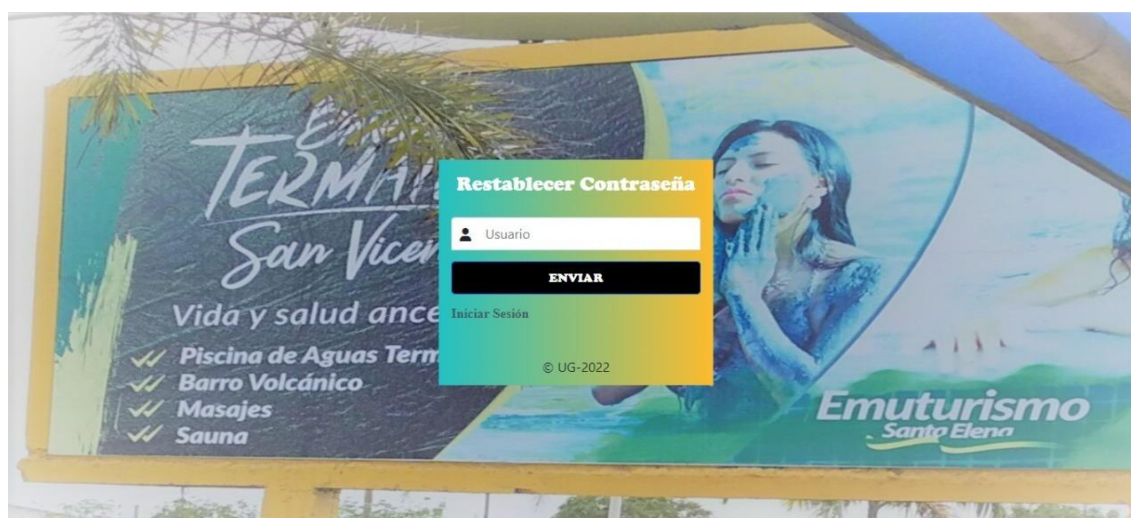 TERMA
San Vicen
Vida y salud ance
Piscina de Aguas Term
Barro Volcánico
Masajes
Sauna
Restablecer Contraseña
Usuario
ENVIAR
Iniciar Sesión
© UG-2022
Emuturismo
Santa Elena